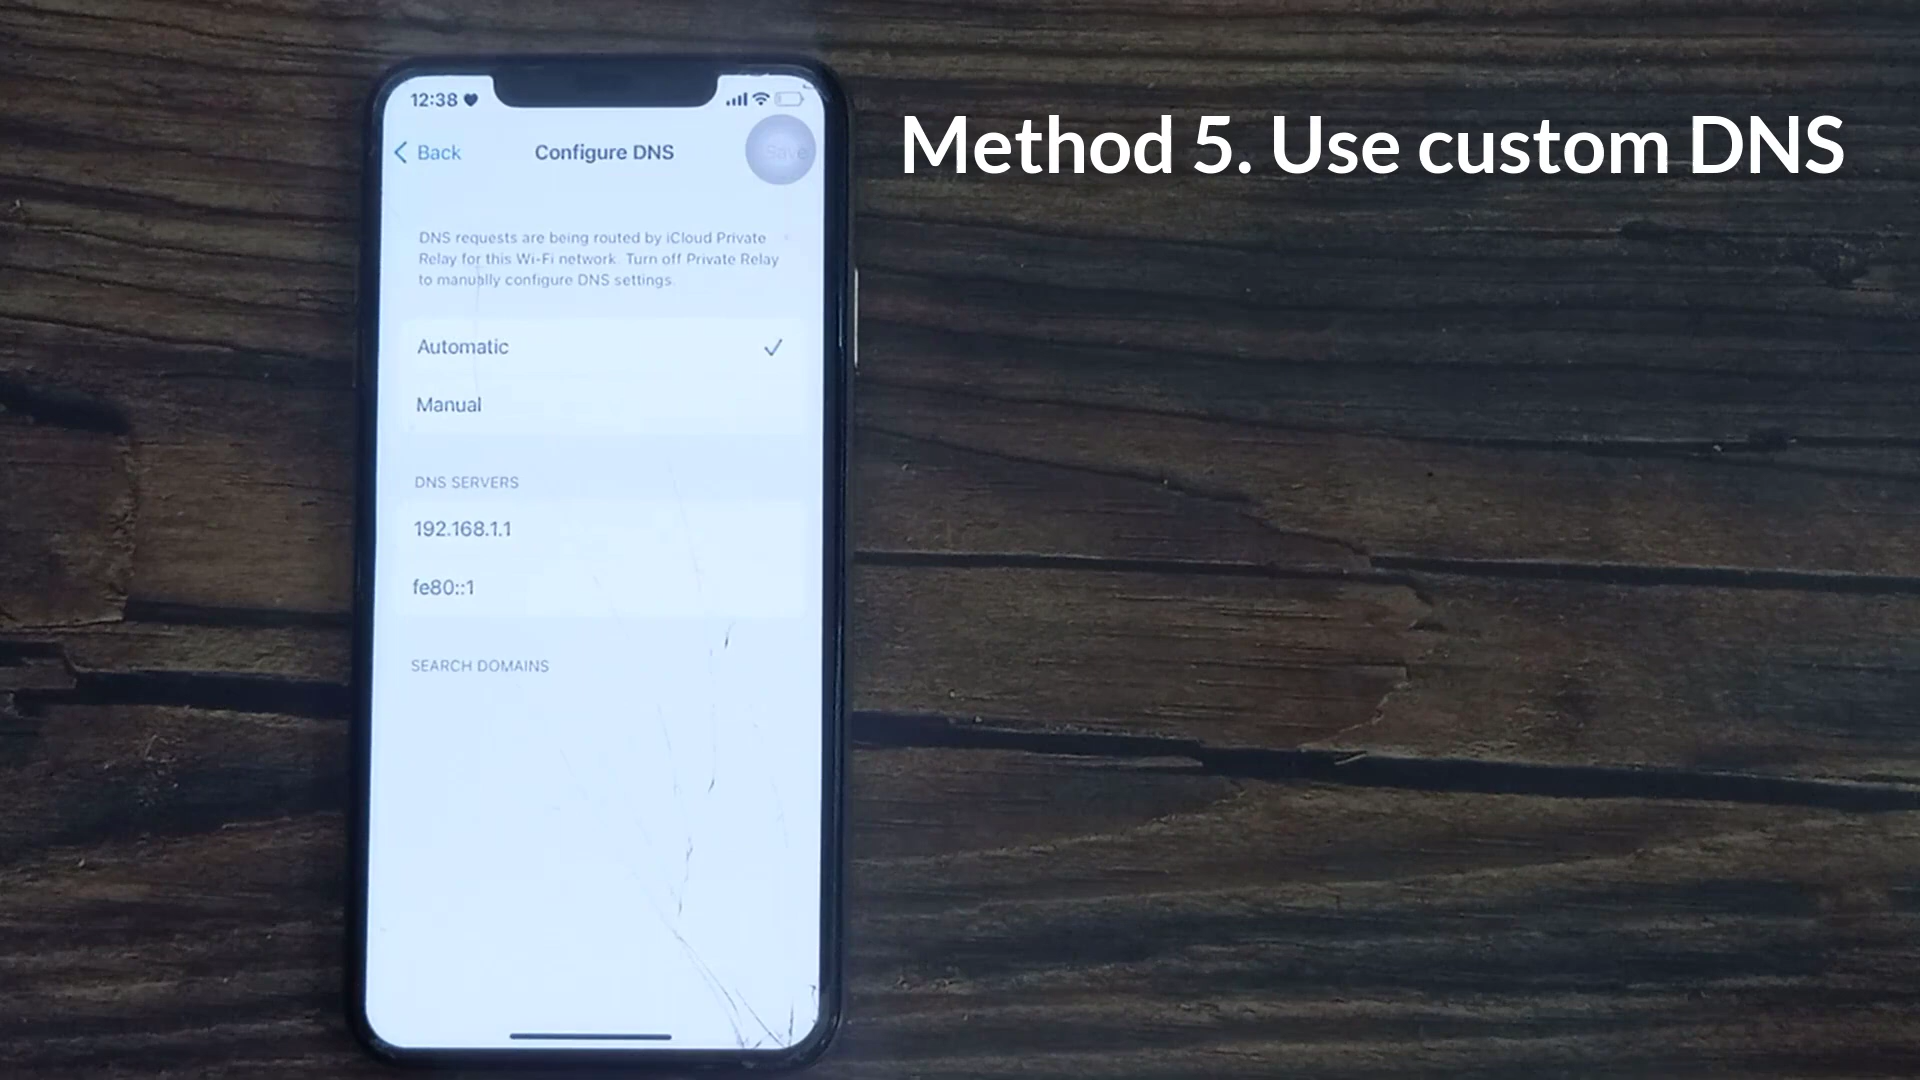 12:38
Method 5. Use custom DNS
Back
Configure DNS
Save
DNS requests are being routed by iCloud Private
Relay for this Wi-Fi network. Turn off Private Relay
to manually configure DNS settings.
Automatic
Manual
DNS SERVERS
192.168.1.1
fe80::1
SEARCH DOMAINS